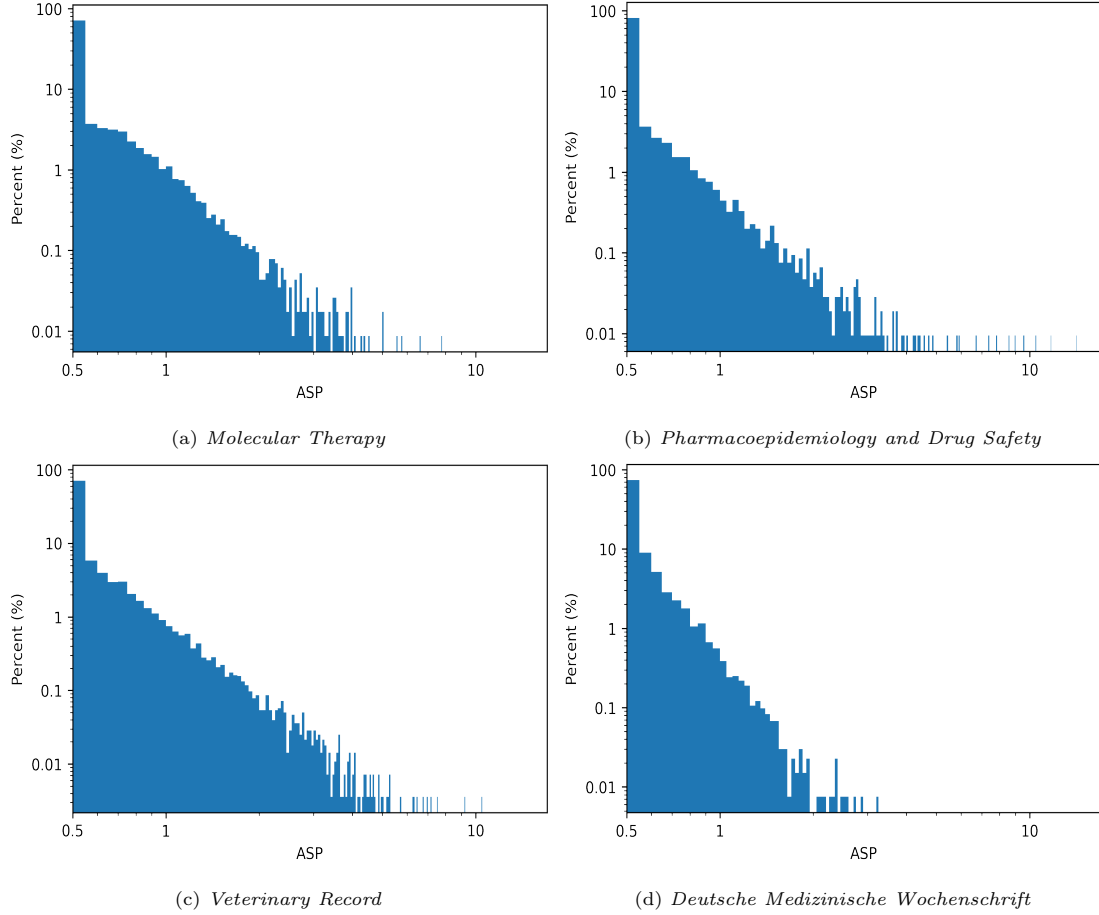 100
10
1
0.1
0.01
Percent (%)
0.5
1
10
ASP
(a) Molecular Therapy
100
10
1
0.1
0.01
Percent (%)
0.5
1
10
ASP
(b) Pharmacoepidemiology and Drug Safety
100
10
1
0.1
0.01
Percent (%)
0.5
1
10
ASP
(c) Veterinary Record
100
10
1
0.1
0.01
Percent (%)
0.5
1
10
ASP
(d) Deutsche Medizinische Wochenschrift